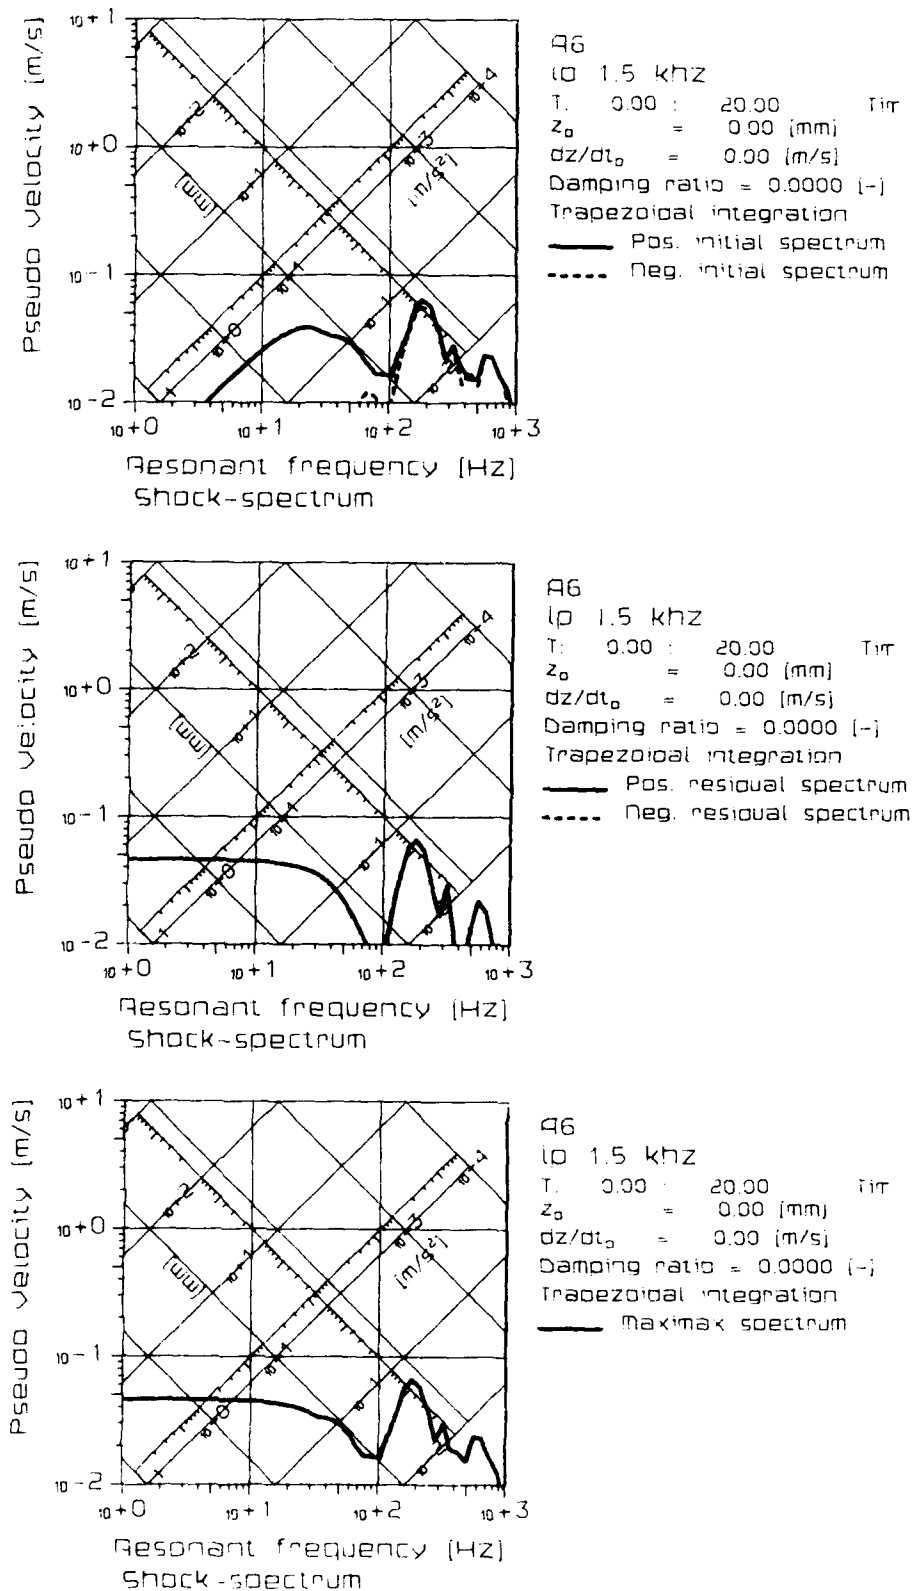 Pseudo velocity [m/s]
10+1
10+0
10-1
10-2
10+0 10+1 10+2 10+3
Resonant frequency [Hz]
Shock-spectrum
[mm]
[m/s²]
A6
lp 1.5 khz
T. 0.00 : 20.00 Tim
z₀ = 0.00 [mm]
dz/dt₀ = 0.00 [m/s]
Damping ratio = 0.0000 [-]
Trapezoidal integration
Pos. initial spectrum
Neg. initial spectrum
Pseudo velocity [m/s]
10+1
10+0
10-1
10-2
10+0 10+1 10+2 10+3
Resonant frequency [Hz]
Shock-spectrum
[mm]
[m/s²]
A6
lp 1.5 khz
T: 0.00 : 20.00 Tim
z₀ = 0.00 [mm]
dz/dt₀ = 0.00 [m/s]
Damping ratio = 0.0000 [-]
Trapezoidal integration
Pos. residual spectrum
Neg. residual spectrum
Pseudo velocity [m/s]
10+1
10+0
10-1
10-2
10+0 10+1 10+2 10+3
Resonant frequency [Hz]
Shock-spectrum
[mm]
[m/s²]
A6
lp 1.5 khz
T. 0.00 : 20.00 Tim
z₀ = 0.00 [mm]
dz/dt₀ = 0.00 [m/s]
Damping ratio = 0.0000 [-]
Trapezoidal integration
Maximax spectrum